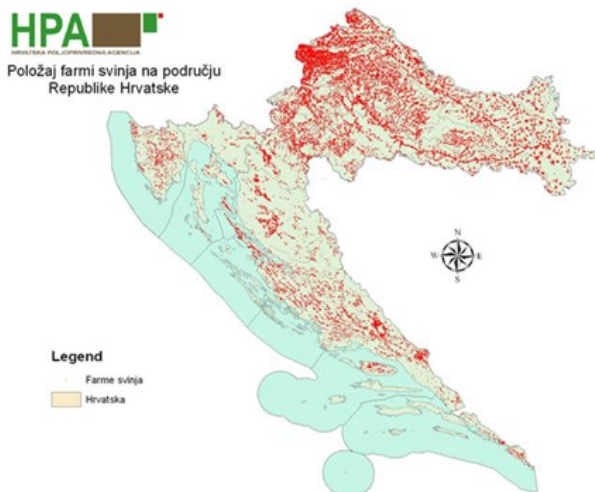 HPA
HRVATSKA POLJOPRIVREDNA AGENCIJA
Položaj farmi svinja na području
Republike Hrvatske
N
W E
S
Legend
Farme svinja
Hrvatska